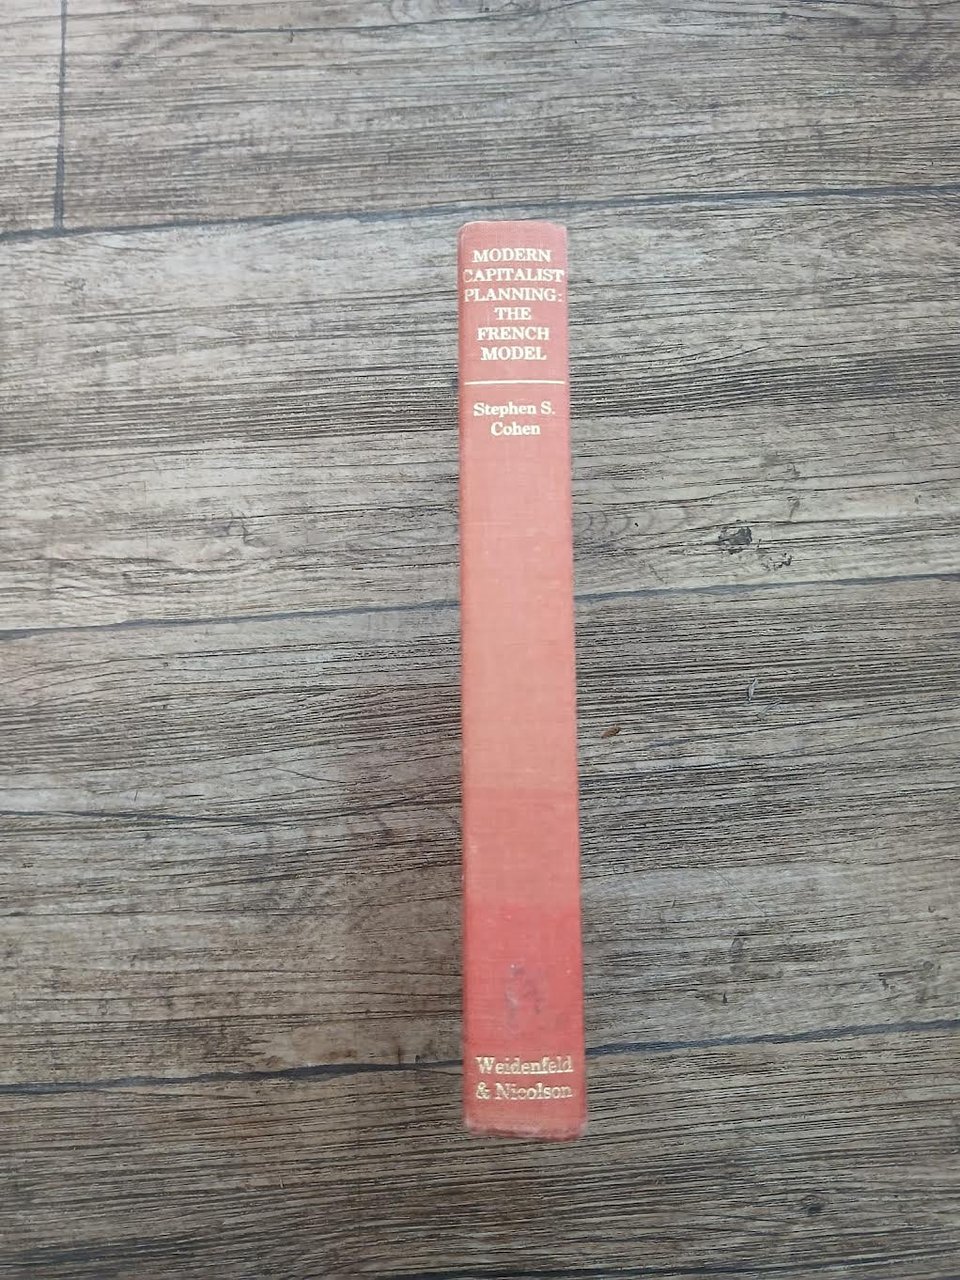 MODERN
CAPITALIST
PLANNING:
THE
FRENCH
MODEL
Stephen S.
Cohen
Weidenfeld
& Nicolson